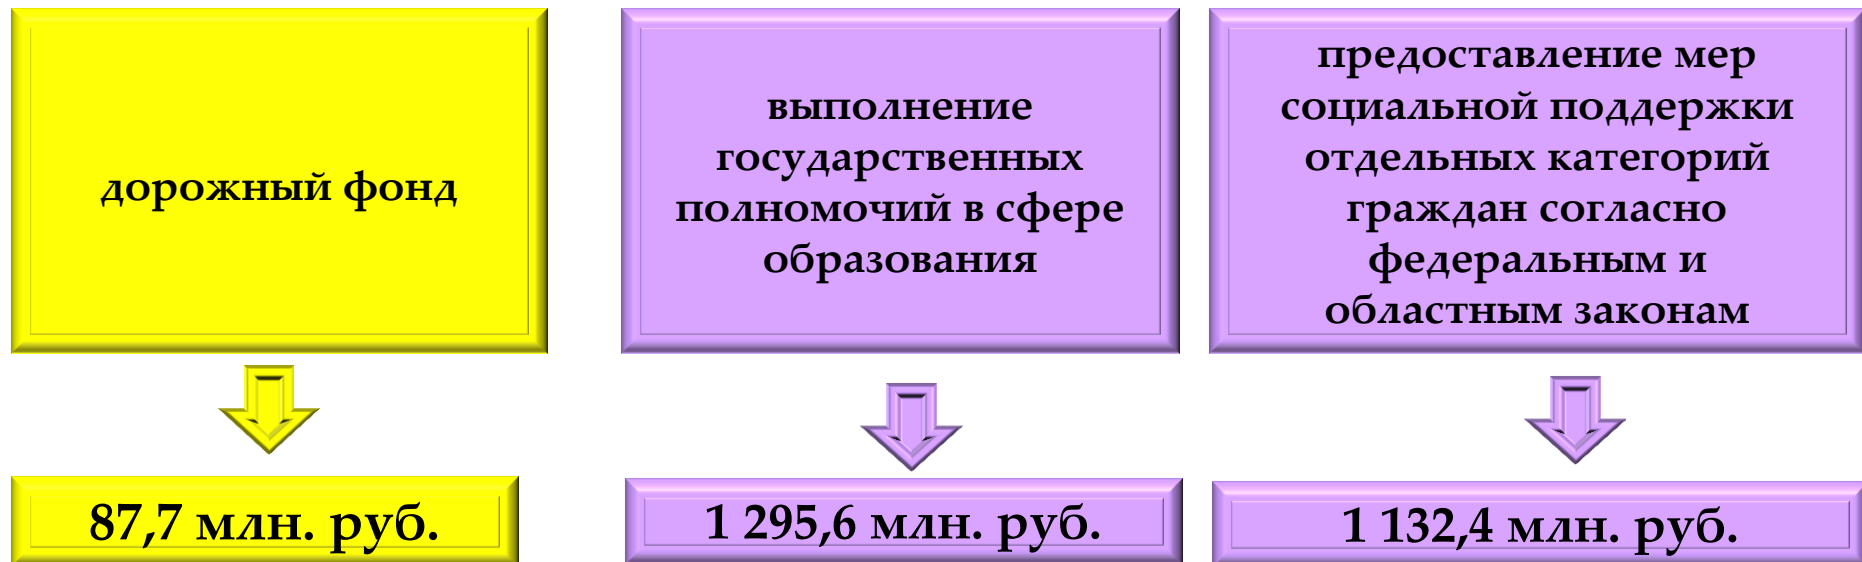 дорожный фонд
87,7 млн. руб.
выполнение
государственных
полномочий в сфере
образования
1 295,6 млн. руб.
предоставление мер
социальной поддержки
отдельных категорий
граждан согласно
федеральным и
областным законам
1 132,4 млн. руб.